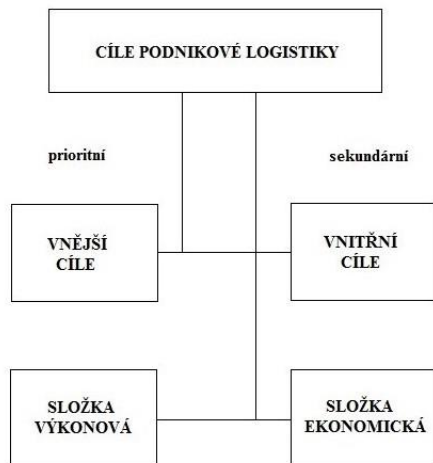 CÍLE PODNIKOVÉ LOGISTIKY
prioritní
sekundární
VNĚJŠÍ
CÍLE
VNITŘNÍ
CÍLE
SLOŽKA
VÝKONOVÁ
SLOŽKA
EKONOMICKÁ